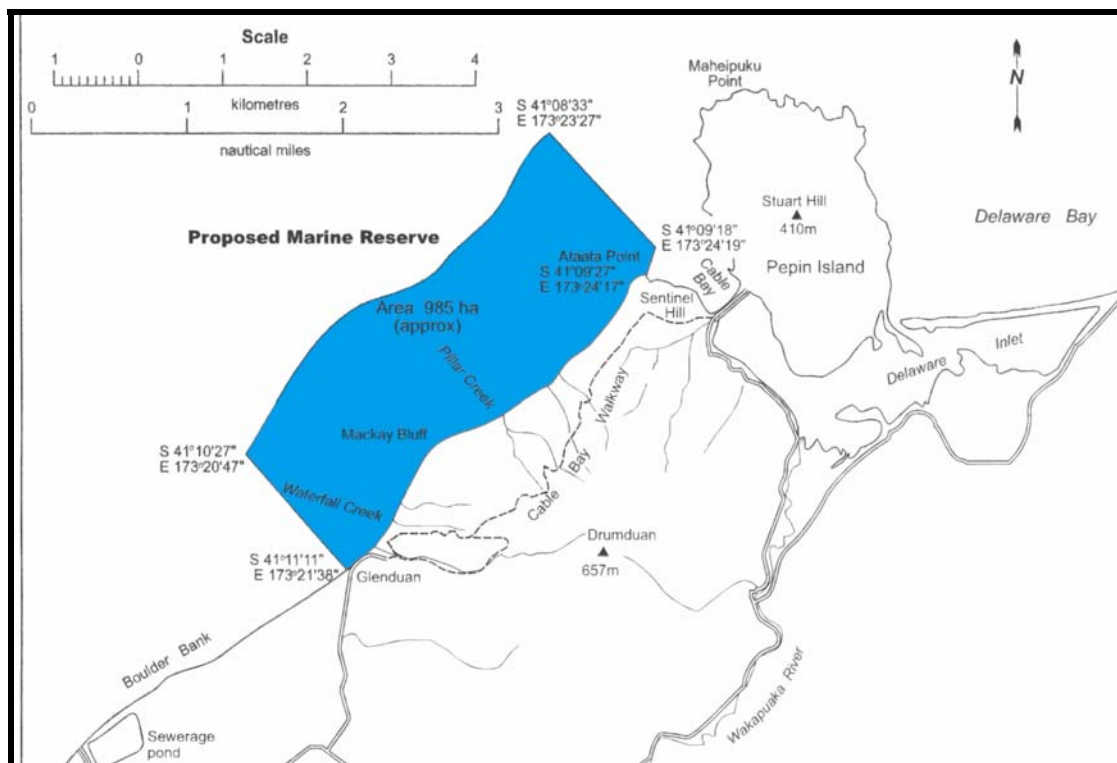 Scale
1 0 1 2 3 4
kilometres
0 1 2 3
nautical miles
S 41°08'33"
E 173°23'27"
Maheipuku
Point
N
Stuart Hill
410m
Delaware Bay
Proposed Marine Reserve
S 41°09'18"
E 173°24'19"
Ataata Point
S 41°09'27"
E 173°24'17"
Cable
Bay
Pepin Island
Sentinel
Hill
Area 985 ha
(approx)
Delaware
Inlet
Pillar Creek
Cable Bay Walkway
Mackay Bluff
S 41°10'27"
E 173°20'47"
Waterfall Creek
Drumduan
657m
S 41°11'11"
E 173°21'38"
Glenduan
Boulder Bank
Wakapuaka River
Sewerage
pond